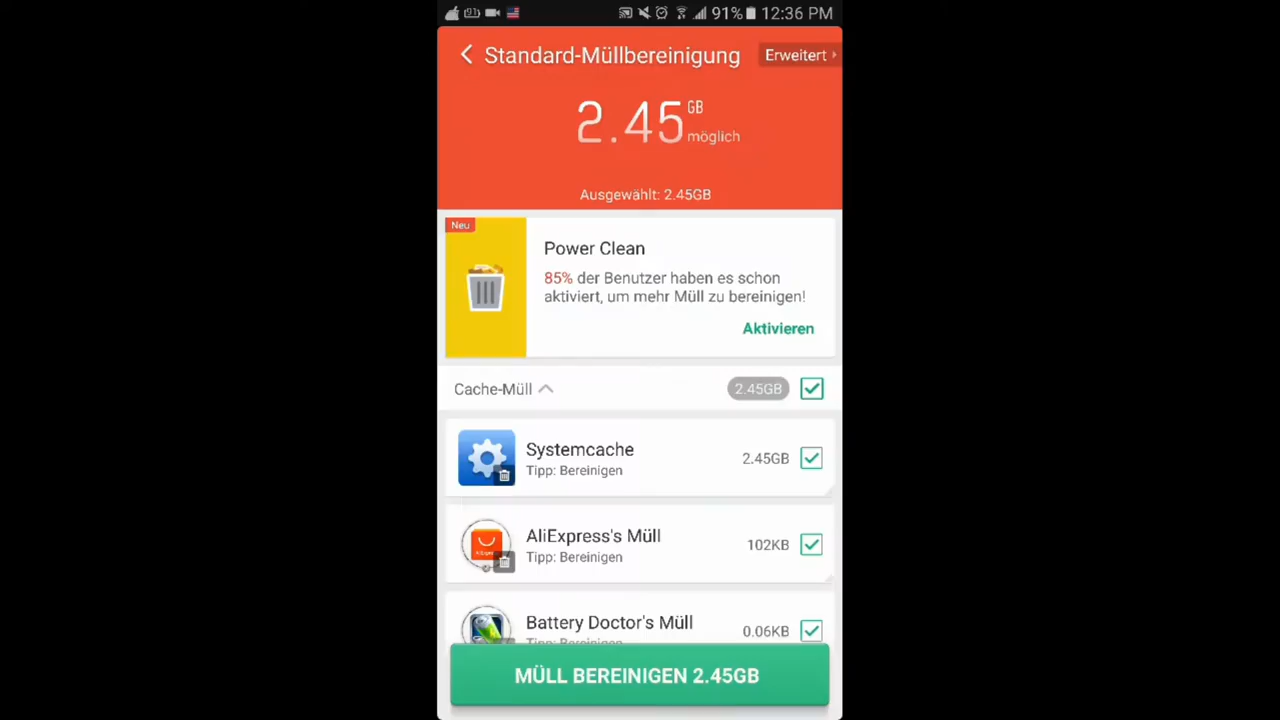 91% 12:36 PM
Standard-Müllbereinigung
Erweitert
2.45 GB
möglich
Ausgewählt: 2.45GB
Neu
Power Clean
85% der Benutzer haben es schon
aktiviert, um mehr Müll zu bereinigen!
Aktivieren
Cache-Müll 2.45GB
Systemcache
Tipp: Bereinigen
2.45GB
AliExpress's Müll
Tipp: Bereinigen
102KB
Battery Doctor's Müll
Tipp: Bereinigen
0.06KB
MÜLL BEREINIGEN 2.45GB